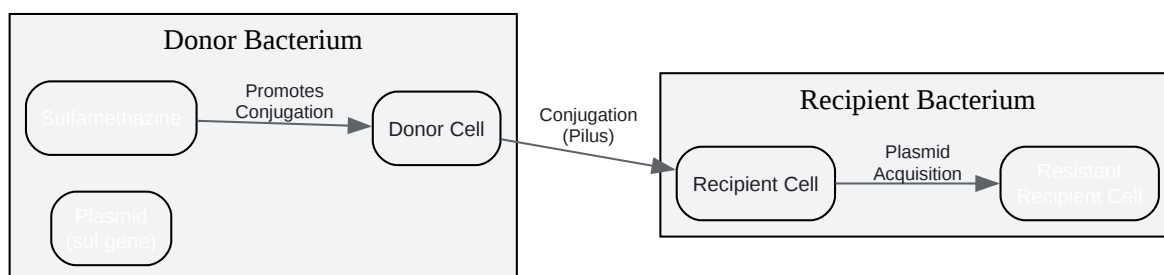 Donor Bacterium
Sulfamethazine
Promotes
Conjugation
Donor Cell
Plasmid
(sul gene)
Conjugation
(Pilus)
Recipient Bacterium
Recipient Cell
Plasmid
Acquisition
Resistant
Recipient Cell